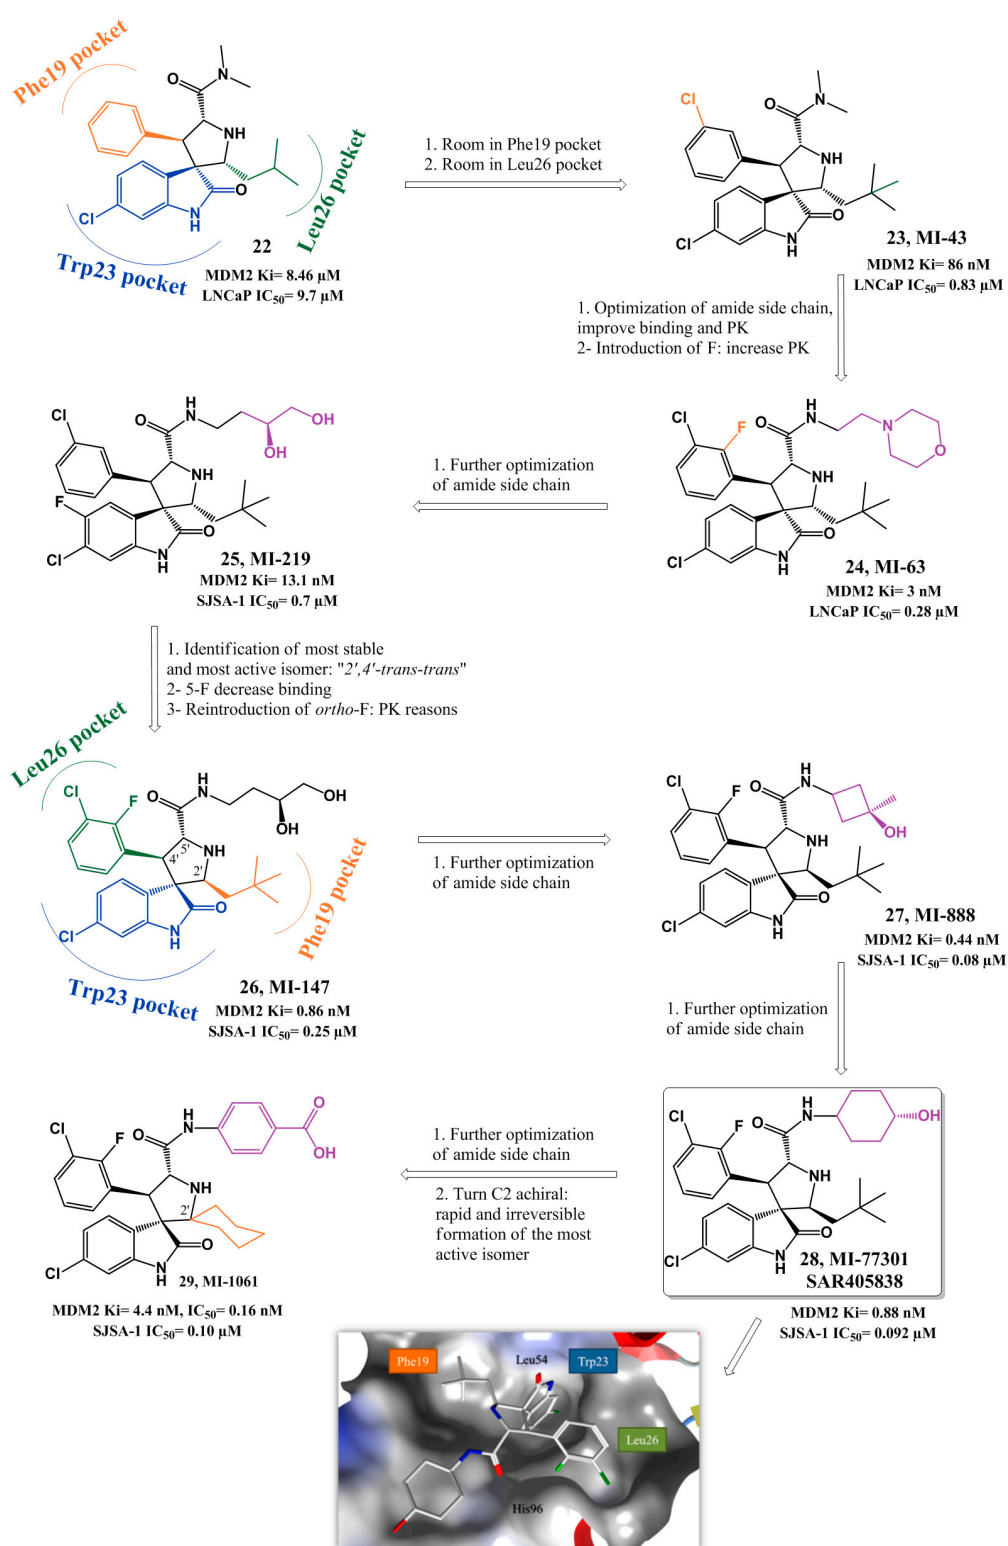 Phe19 pocket
O
N
NH
O
N
H
Cl
Leu26 pocket
Trp23 pocket
22
MDM2 Ki= 8.46 µM
LNCaP IC50= 9.7 µM
1. Room in Phe19 pocket
2. Room in Leu26 pocket
Cl
O
N
NH
O
N
H
Cl
23, MI-43
MDM2 Ki= 86 nM
LNCaP IC50= 0.83 µM
1. Optimization of amide side chain,
improve binding and PK
2- Introduction of F: increase PK
Cl
F
O
H
N
N
O
NH
O
N
H
Cl
24, MI-63
MDM2 Ki= 3 nM
LNCaP IC50= 0.28 µM
1. Further optimization
of amide side chain
Cl
O
H
N
OH
OH
NH
F
O
N
H
Cl
25, MI-219
MDM2 Ki= 13.1 nM
SJSA-1 IC50= 0.7 µM
1. Identification of most stable
and most active isomer: "2',4'-trans-trans"
2- 5-F decrease binding
3- Reintroduction of ortho-F: PK reasons
Leu26 pocket
Cl
F
O
H
N
OH
OH
5'
NH
4'
2'
O
N
H
Cl
Phe19 pocket
Trp23 pocket
26, MI-147
MDM2 Ki= 0.86 nM
SJSA-1 IC50= 0.25 µM
1. Further optimization
of amide side chain
Cl
F
O
H
N
OH
NH
O
N
H
Cl
27, MI-888
MDM2 Ki= 0.44 nM
SJSA-1 IC50= 0.08 µM
1. Further optimization
of amide side chain
Cl
F
O
H
N
OH
NH
O
N
H
Cl
28, MI-77301
SAR405838
MDM2 Ki= 0.88 nM
SJSA-1 IC50= 0.092 µM
1. Further optimization
of amide side chain
2. Turn C2 achiral:
rapid and irreversible
formation of the most
active isomer
Cl
F
O
H
N
O
OH
NH
2'
O
N
H
Cl
29, MI-1061
MDM2 Ki= 4.4 nM, IC50= 0.16 nM
SJSA-1 IC50= 0.10 µM
Phe19
Leu54
Trp23
Leu26
His96